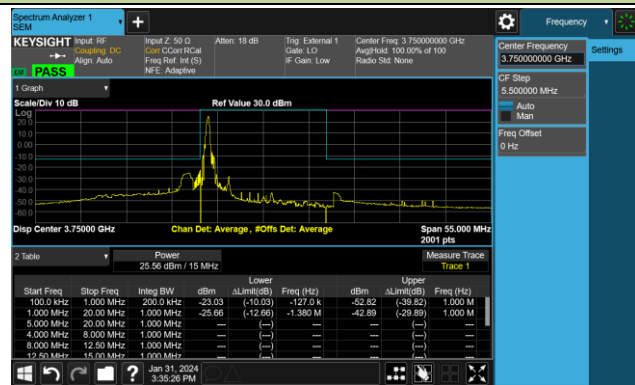 Spectrum Analyzer 1
SEM
Frequency
KEYSIGHT
Input: RF
Coupling: DC
Align: Auto
Input Z: 50 Ω
Corr CCorr RCal
Freq Ref: Int (S)
NFE: Adaptive
Atten: 18 dB
Trig: External 1
Gate: LO
IF Gain: Low
Center Freq: 3.750000000 GHz
Avg|Hold: 100.00% of 100
Radio Std: None
PASS
Center Frequency
3.750000000 GHz
Settings
CF Step
5.500000 MHz
Auto
Man
Freq Offset
0 Hz
1 Graph
Scale/Div 10 dB
Ref Value 30.0 dBm
Log
20.0
10.0
0.00
-10.0
-20.0
-30.0
-40.0
-50.0
-60.0
Disp Center 3.75000 GHz
Chan Det: Average, #Offs Det: Average
Span 55.000 MHz
2001 pts
2 Table
Power
25.56 dBm / 15 MHz
Measure Trace
Trace 1
Lower
Upper
Start Freq Stop Freq Integ BW dBm ΔLimit(dB) Freq (Hz) dBm ΔLimit(dB) Freq (Hz)
100.0 kHz 1.000 MHz 200.0 kHz -23.03 (-10.03) -127.0 k -52.82 (-39.82) 1.000 M
1.000 MHz 20.00 MHz 1.000 MHz -25.66 (-12.66) -1.380 M -42.89 (-29.89) 1.000 M
5.000 MHz 20.00 MHz 1.000 MHz --- (---) --- --- (---) ---
4.000 MHz 8.000 MHz 1.000 MHz --- (---) --- --- (---) ---
8.000 MHz 12.50 MHz 1.000 MHz --- (---) --- --- (---) ---
12.50 MHz 15.00 MHz 1.000 MHz --- (---) --- --- (---) ---
Jan 31, 2024
3:35:26 PM